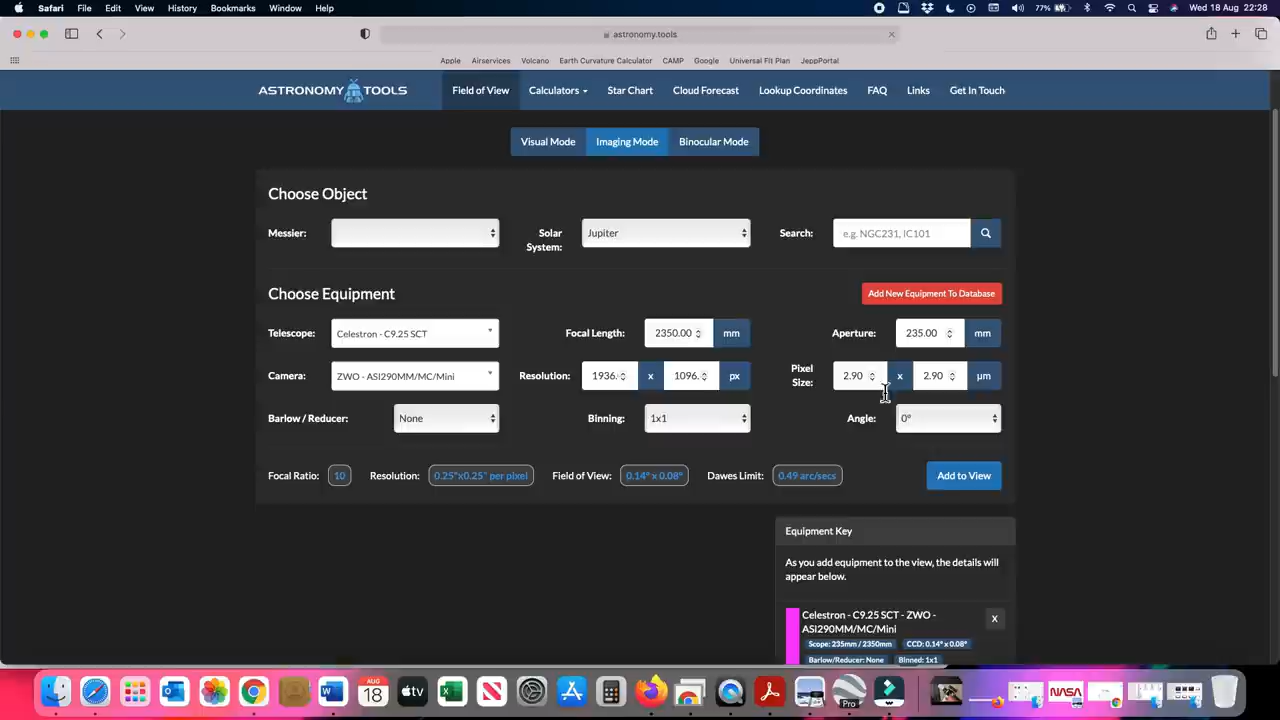 Safari File Edit View History Bookmarks Window Help 77% Wed 18 Aug 22:28
astronomy.tools
Apple Airservices Volcano Earth Curvature Calculator CAMP Google Universal Flt Plan JeppPortal
ASTRONOMY TOOLS Field of View Calculators Star Chart Cloud Forecast Lookup Coordinates FAQ Links Get In Touch
Visual Mode Imaging Mode Binocular Mode
Choose Object
Messier: Solar System: Jupiter Search: e.g. NGC231, IC101
Choose Equipment Add New Equipment To Database
Telescope: Celestron - C9.25 SCT Focal Length: 2350.00 mm Aperture: 235.00 mm
Camera: ZWO - ASI290MM/MC/Mini Resolution: 1936. x 1096. px Pixel Size: 2.90 x 2.90 µm
Barlow / Reducer: None Binning: 1x1 Angle: 0°
Focal Ratio: 10 Resolution: 0.25"x0.25" per pixel Field of View: 0.14° x 0.08° Dawes Limit: 0.49 arc/secs Add to View
Equipment Key
As you add equipment to the view, the details will
appear below.
Celestron - C9.25 SCT - ZWO - X
ASI290MM/MC/Mini
Scope: 235mm / 2350mm CCD: 0.14° x 0.08°
Barlow/Reducer: None Binned: 1x1
AUG
18
tv
Pro
NASA